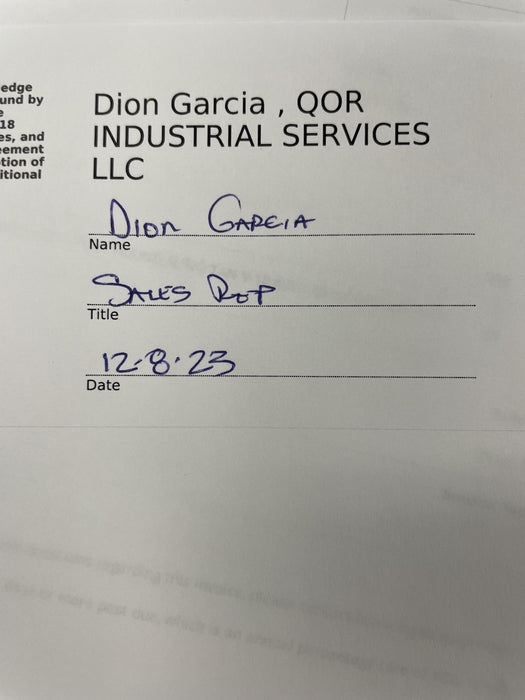 edge
und by
e
18
es, and
eement
tion of
itional
Dion Garcia , QOR
INDUSTRIAL SERVICES
LLC
Dion Garcia
Name
Sales Rep
Title
12-8-23
Date